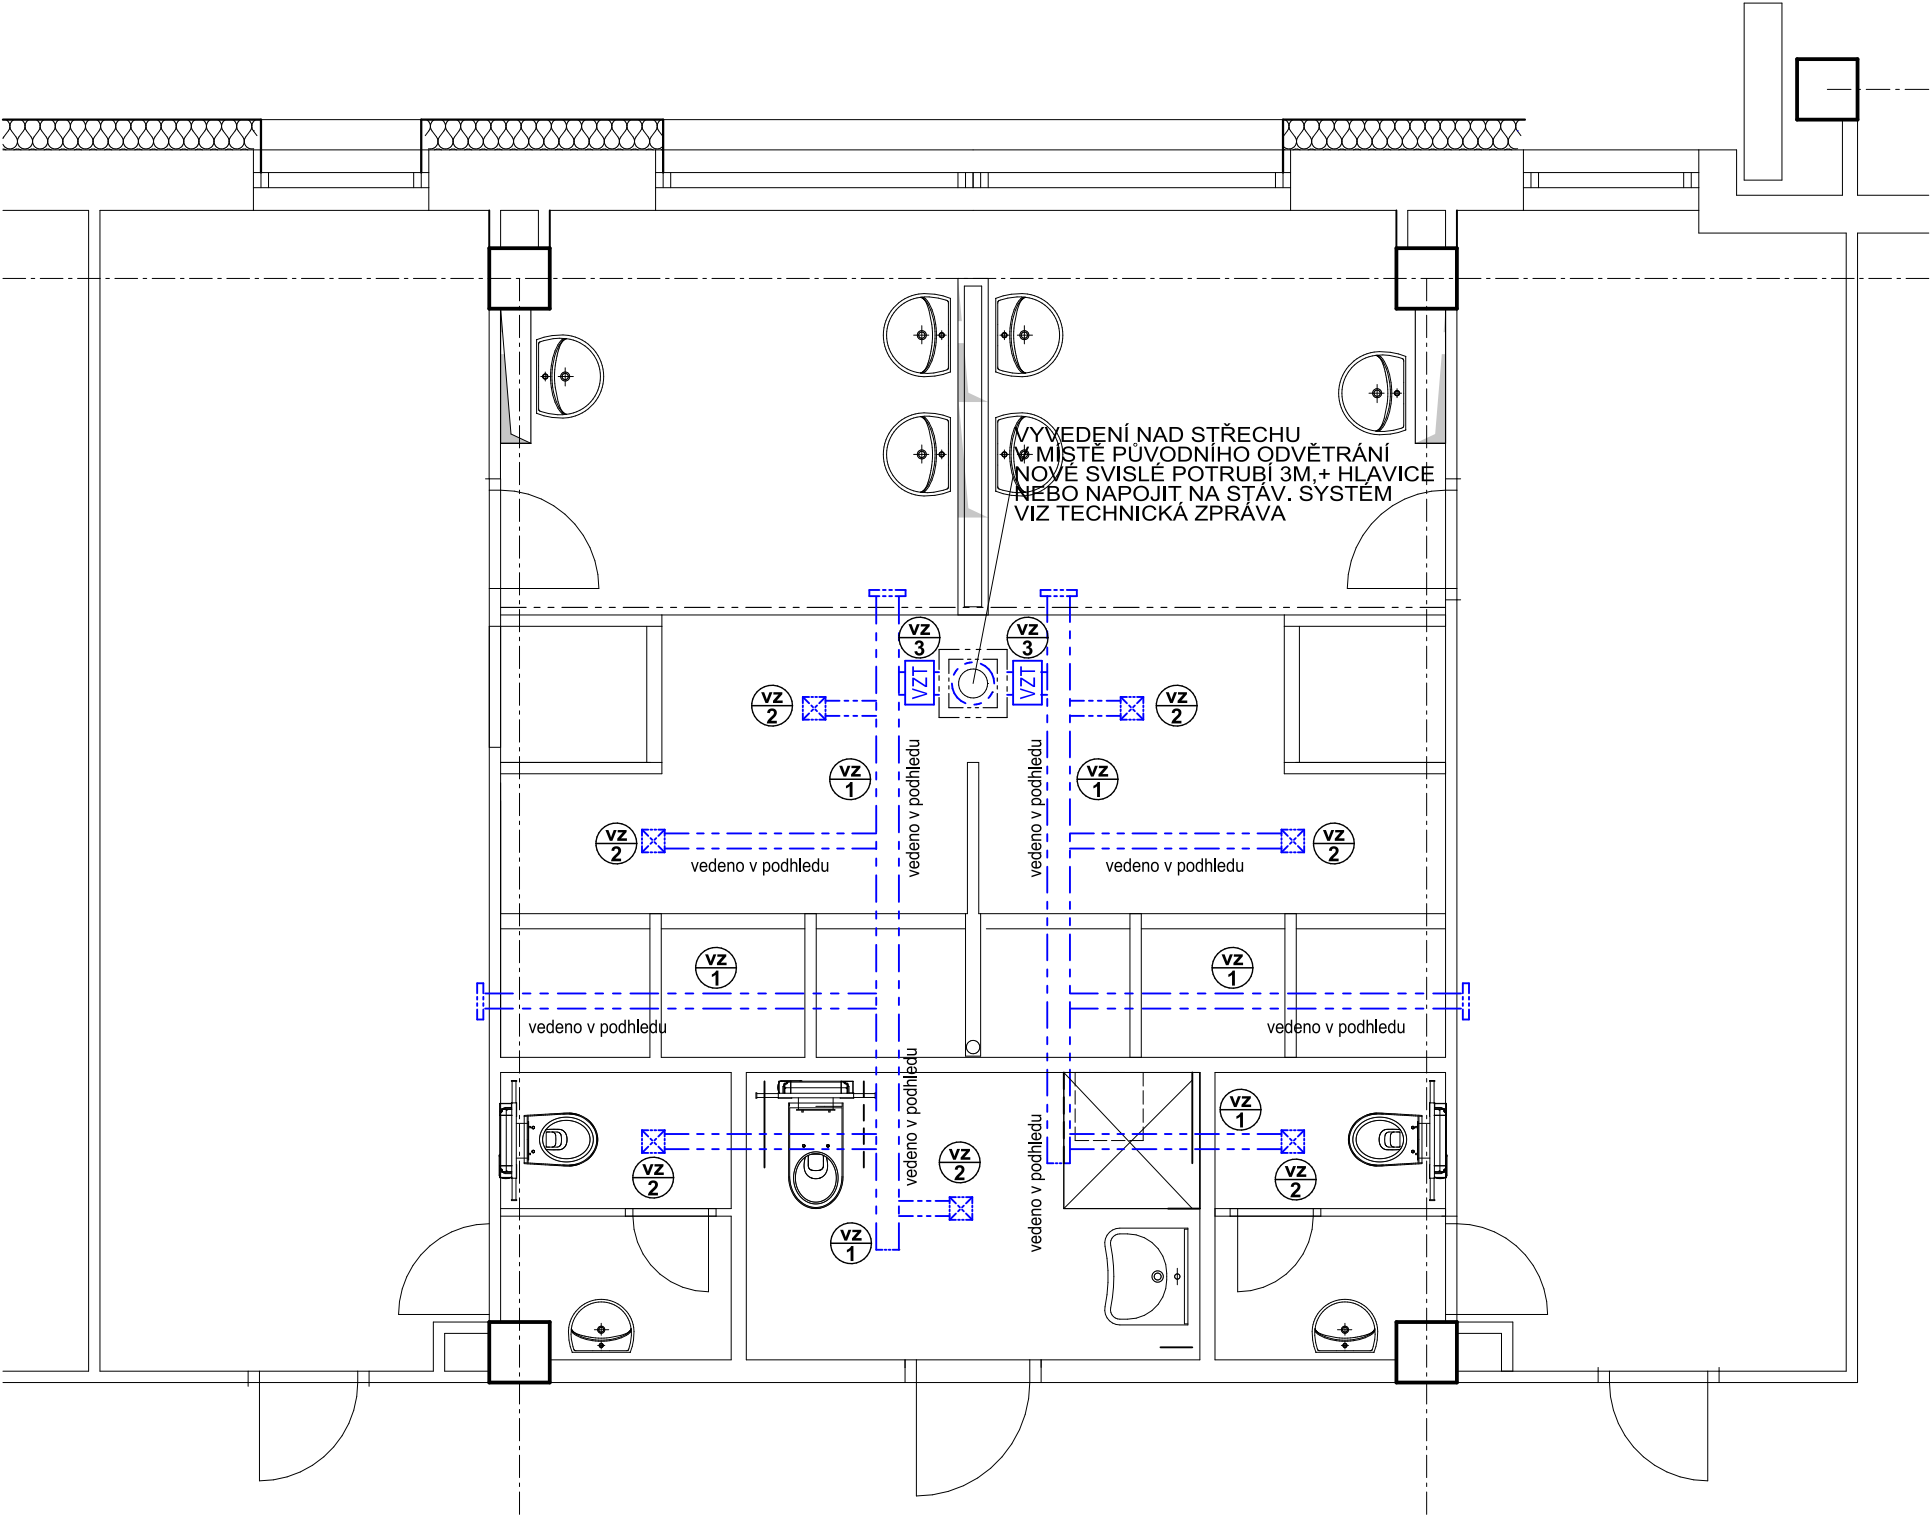 VYVEDENÍ NAD STŘECHU
V MÍSTĚ PŮVODNÍHO ODVĚTRÁNÍ
NOVÉ SVISLÉ POTRUBÍ 3M,+ HLAVICE
NEBO NAPOJIT NA STÁV. SYSTÉM
VIZ TECHNICKÁ ZPRÁVA
VZ
3
VZ
3
VZT
VZT
VZ
2
VZ
2
VZ
1
vedeno v podhledu
vedeno v podhledu
VZ
1
VZ
2
vedeno v podhledu
vedeno v podhledu
VZ
2
VZ
1
VZ
1
vedeno v podhledu
vedeno v podhledu
vedeno v podhledu
vedeno v podhledu
VZ
1
VZ
2
VZ
2
VZ
2
VZ
1